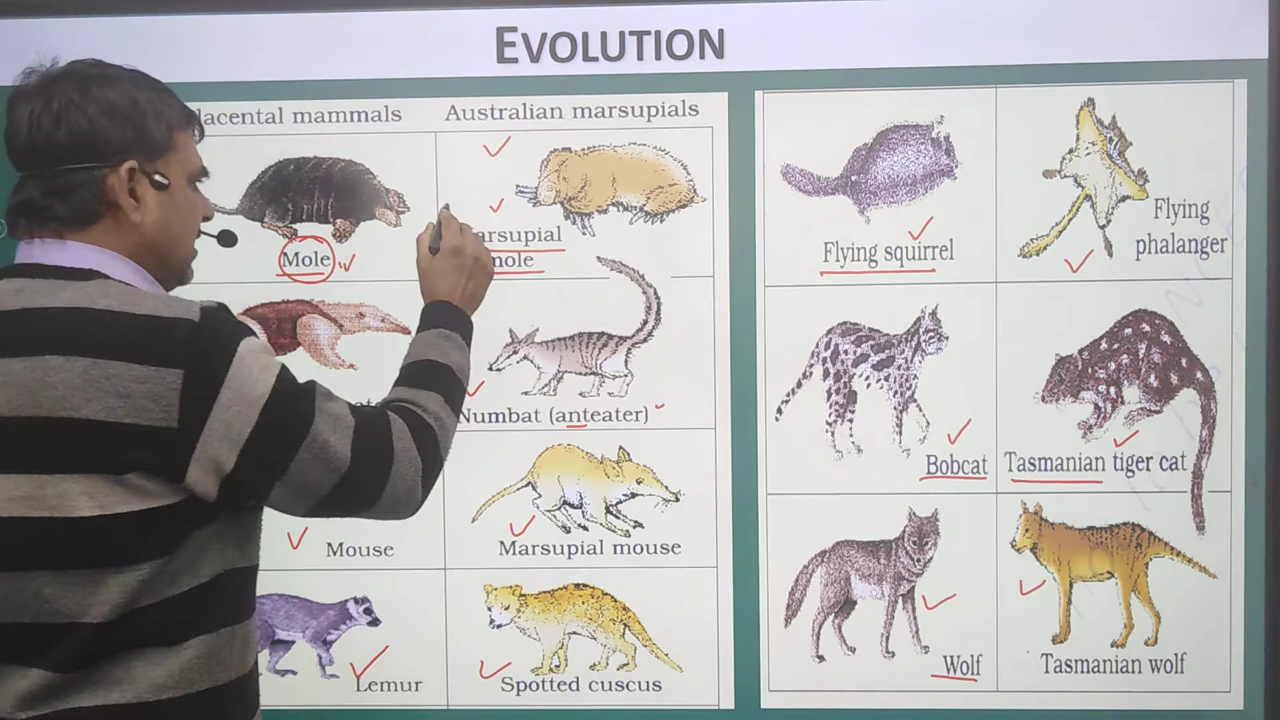 EVOLUTION
lacental mammals
Australian marsupials
Mole
arsupial
mole
Numbat (anteater)
Mouse
Marsupial mouse
Lemur
Spotted cuscus
Flying squirrel
Flying
phalanger
Bobcat
Tasmanian tiger cat
Wolf
Tasmanian wolf